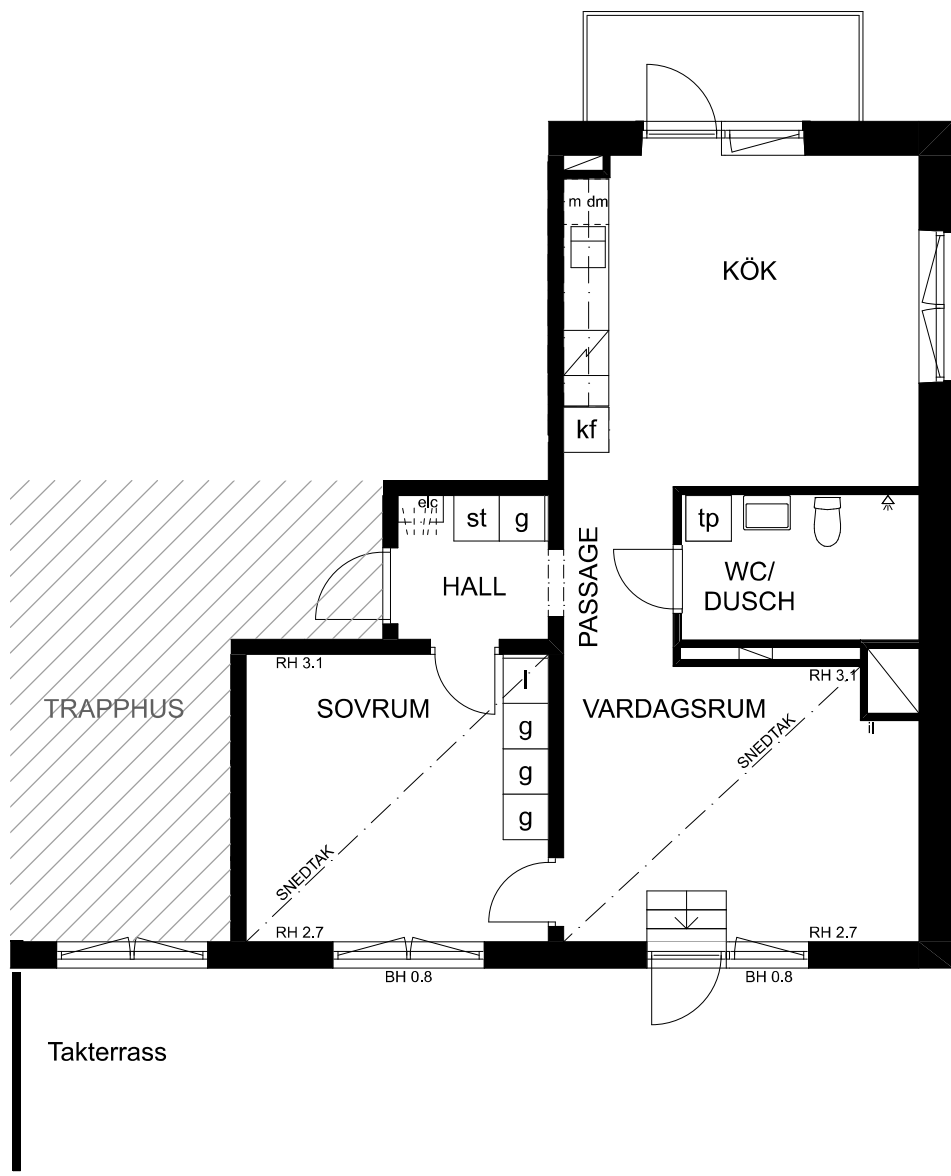 m dm
KÖK
kf
elc
st
g
tp
HALL
PASSAGE
WC/
DUSCH
RH 3.1
l
RH 3.1
TRAPPHUS
SOVRUM
VARDAGSRUM
il
g
SNEDTAK
g
g
SNEDTAK
RH 2.7
RH 2.7
BH 0.8
BH 0.8
Takterrass